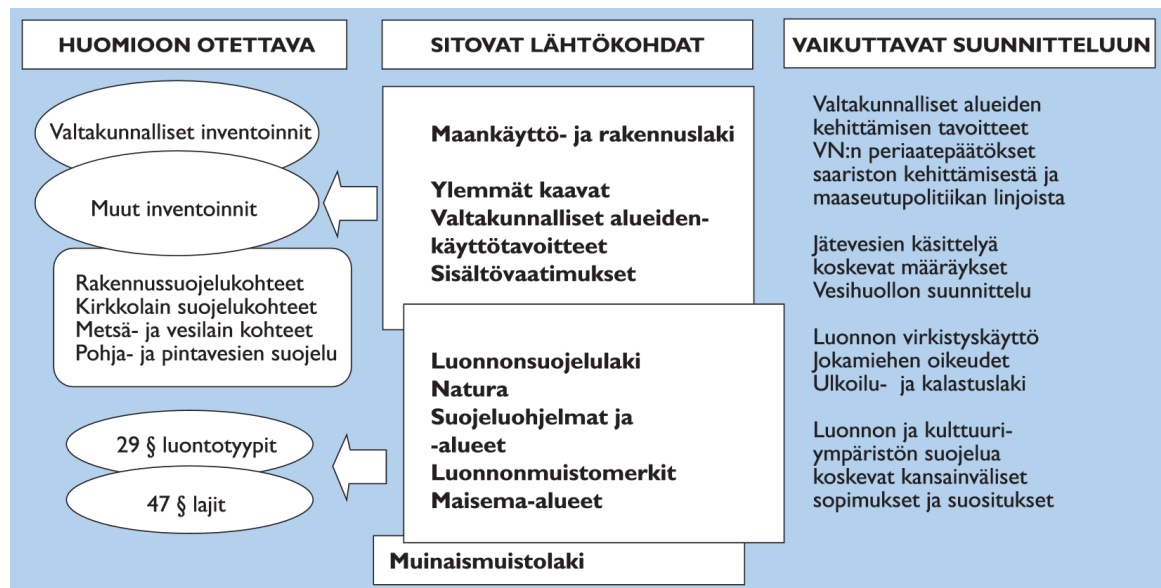 HUOMIOON OTETTAVA
Valtakunnalliset inventoinnit
Muut inventoinnit
Rakennussuojelukohteet
Kirkkolain suojelukohteet
Metsä- ja vesilain kohteet
Pohja- ja pintavesien suojelu
29 § luontotyypit
47 § lajit
SITOVAT LÄHTÖKOHDAT
Maankäyttö- ja rakennuslaki
Ylemmät kaavat
Valtakunnalliset alueiden-
käyttötavoitteet
Sisältövaatimukset
Luonnonsuojelulaki
Natura
Suojeluohjelmat ja
-alueet
Luonnonmuistomerkit
Maisema-alueet
Muinaismuistolaki
VAIKUTTAVAT SUUNNITTELUUN
Valtakunnalliset alueiden
kehittämisen tavoitteet
VN:n periaatepäätökset
saariston kehittämisestä ja
maaseutupolitiikan linjoista
Jätevesien käsittelyä
koskevat määräykset
Vesihuollon suunnittelu
Luonnon virkistyskäyttö
Jokamiehen oikeudet
Ulkoilu- ja kalastuslaki
Luonnon ja kulttuuri-
ympäristön suojelua
koskevat kansainväliset
sopimukset ja suositukset